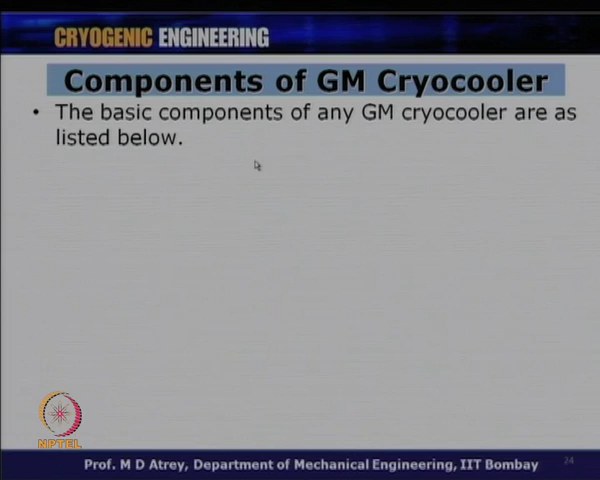 CRYOGENIC ENGINEERING
Components of GM Cryocooler
• The basic components of any GM cryocooler are as
listed below.
NPTEL
Prof. M D Atrey, Department of Mechanical Engineering, IIT Bombay
24